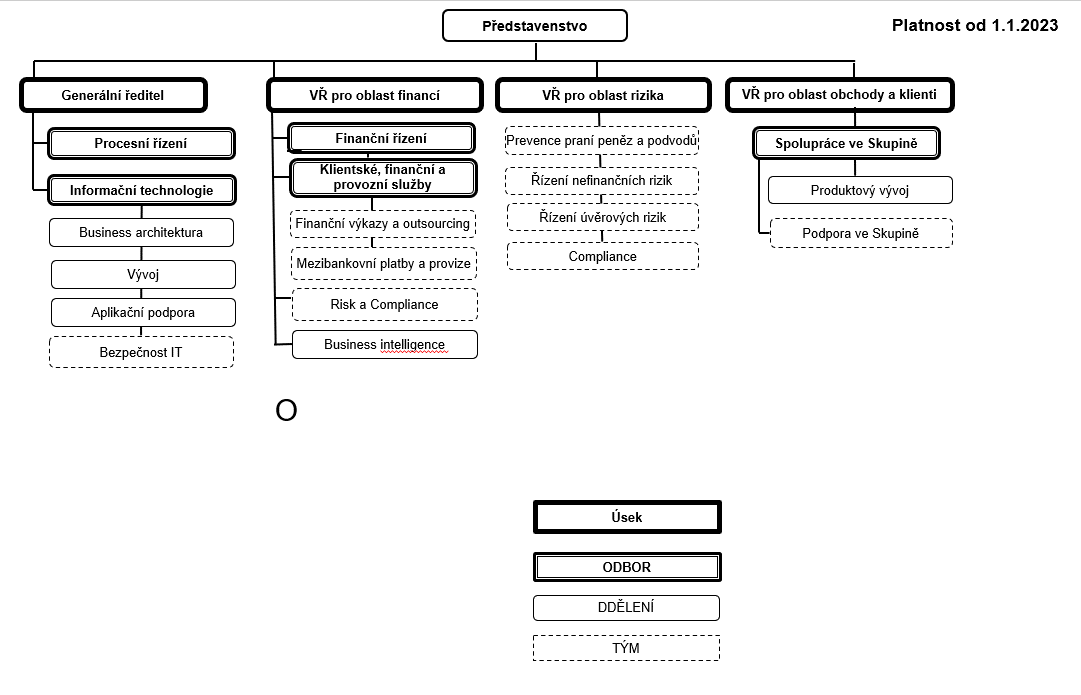 Představenstvo
Platnost od 1.1.2023
Generální ředitel
Procesní řízení
Informační technologie
Business architektura
Vývoj
Aplikační podpora
Bezpečnost IT
VŘ pro oblast financí
Finanční řízení
Klientské, finanční a
provozní služby
Finanční výkazy a outsourcing
Mezibankovní platby a provize
Risk a Compliance
Business intelligence
VŘ pro oblast rizika
Prevence praní peněz a podvodů
Řízení nefinančních rizik
Řízení úvěrových rizik
Compliance
VŘ pro oblast obchody a klienti
Spolupráce ve Skupině
Produktový vývoj
Podpora ve Skupině
O
Úsek
ODBOR
DDĚLENÍ
TÝM